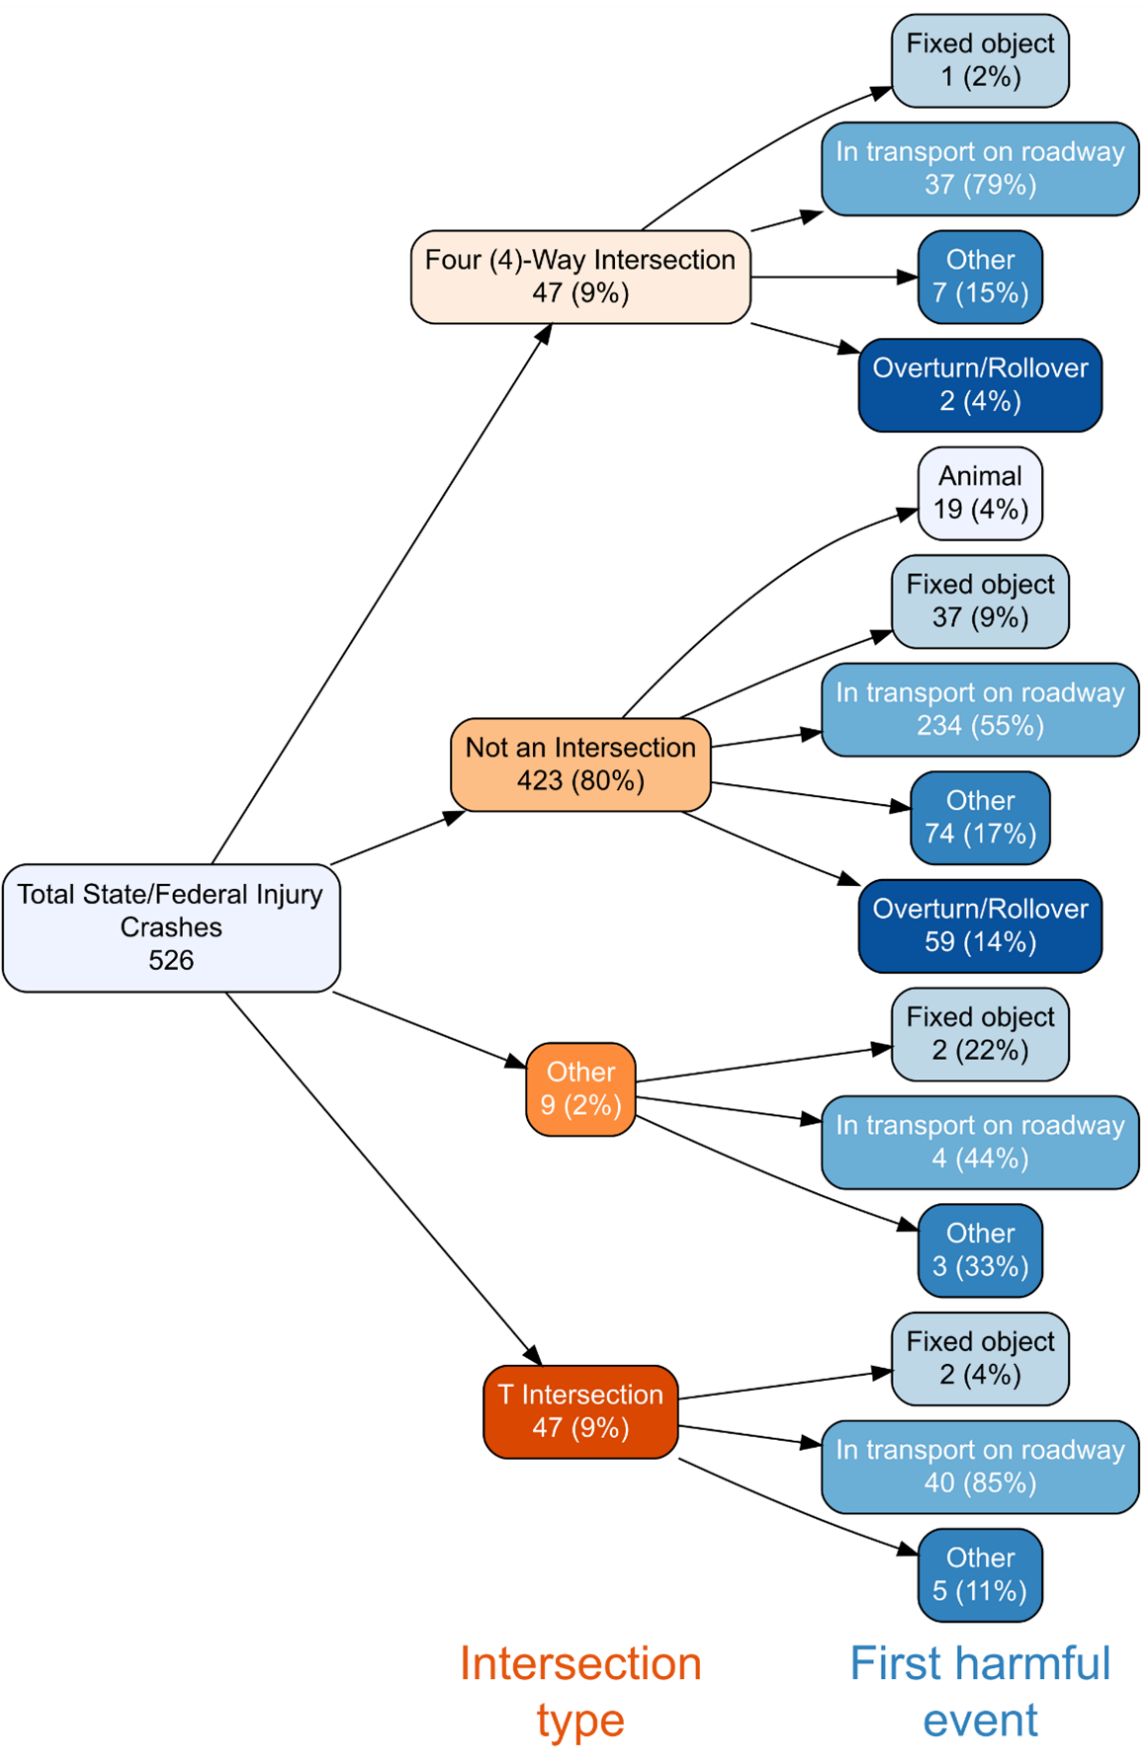 Fixed object
1 (2%)
In transport on roadway
37 (79%)
Four (4)-Way Intersection
47 (9%)
Other
7 (15%)
Overturn/Rollover
2 (4%)
Animal
19 (4%)
Fixed object
37 (9%)
In transport on roadway
234 (55%)
Not an Intersection
423 (80%)
Other
74 (17%)
Overturn/Rollover
59 (14%)
Total State/Federal Injury
Crashes
526
Fixed object
2 (22%)
Other
9 (2%)
In transport on roadway
4 (44%)
Other
3 (33%)
Fixed object
2 (4%)
T Intersection
47 (9%)
In transport on roadway
40 (85%)
Other
5 (11%)
Intersection
type
First harmful
event